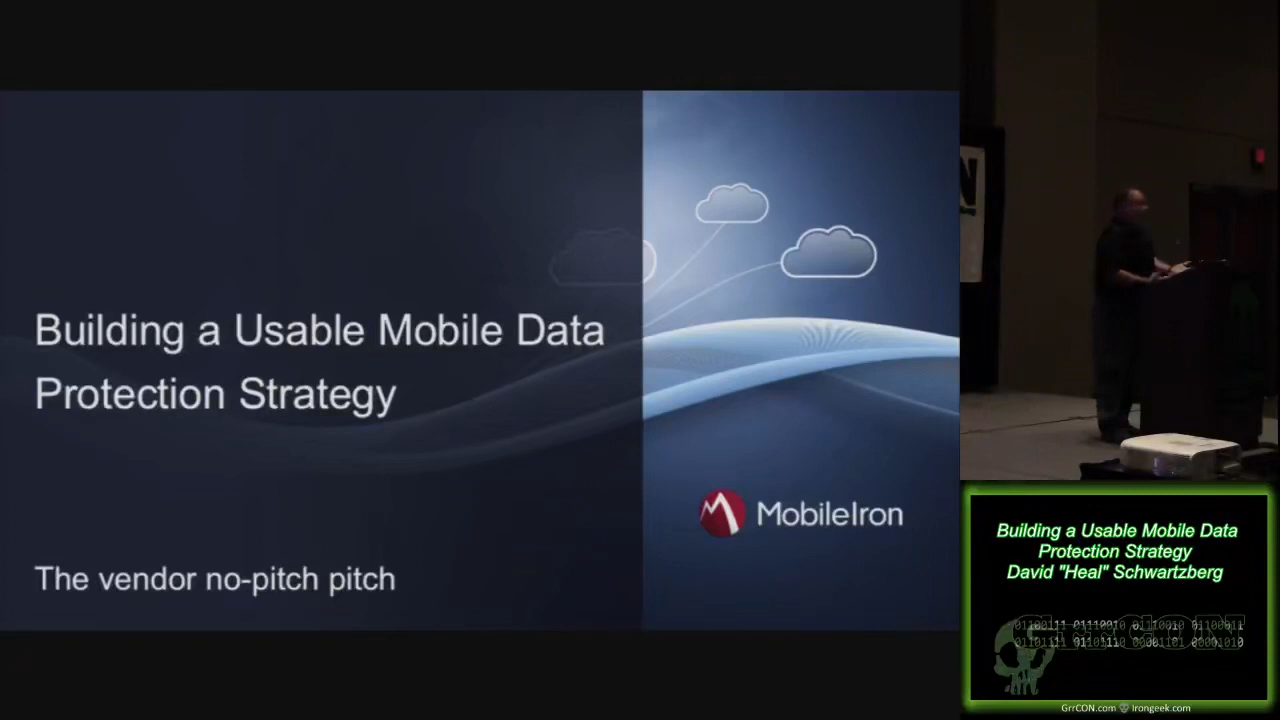 Building a Usable Mobile Data
Protection Strategy
MobileIron
The vendor no-pitch pitch
N
Building a Usable Mobile Data
Protection Strategy
David "Heal" Schwartzberg
GrrCON
GrrCON.com Irongeek.com